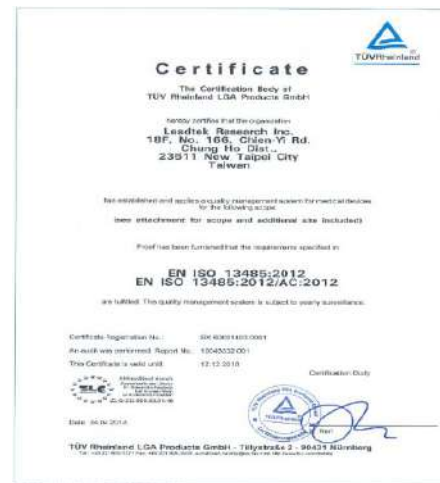 TÜVRheinland
Certificate
The Certification Body of
TÜV Rheinland LGA Products GmbH
hereby certifies that the organization
Leadtek Research Inc.
18F, No. 166, Chien-Yi Rd.
Chung Ho Dist.,
23511 New Taipei City
Taiwan
has established and applies a quality management system for medical devices
for the following scope
(see attachment for scope and additional site included)
Proof has been furnished that the requirements specified in
EN ISO 13485:2012
EN ISO 13485:2012/AC:2012
are fulfilled. The quality management system is subject to yearly surveillance.
Certificate Registration No.:
An audit was performed. Report No.:
This Certificate is valid until:
Certification Body
Date
TÜV Rheinland LGA Products GmbH - Tillystraße 2 - 90431 Nürnberg